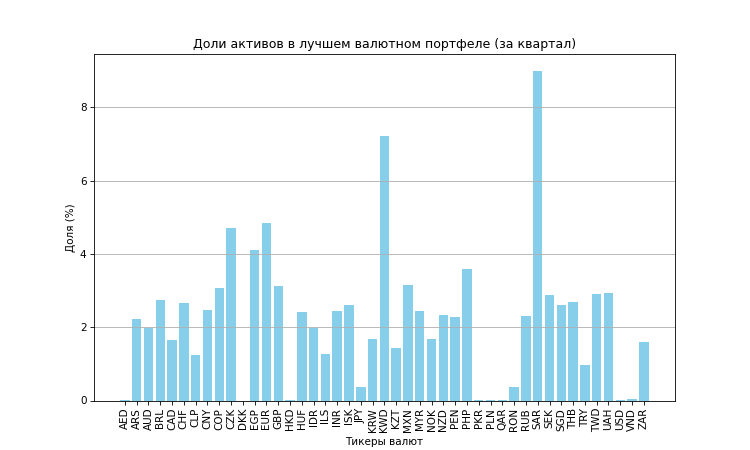 Доли активов в лучшем валютном портфеле (за квартал)
Доля (%)
8
6
4
2
0
AED ARS AUD BRL CAD CHF CLP CNY COP CZK DKK EGP EUR GBP HKD HUF IDR ILS INR ISK JPY KRW KWD KZT MXN MYR NOK NZD PEN PHP PKR PLN QAR RON RUB SAR SEK SGD THB TRY TWD UAH USD VND ZAR
Тикеры валют